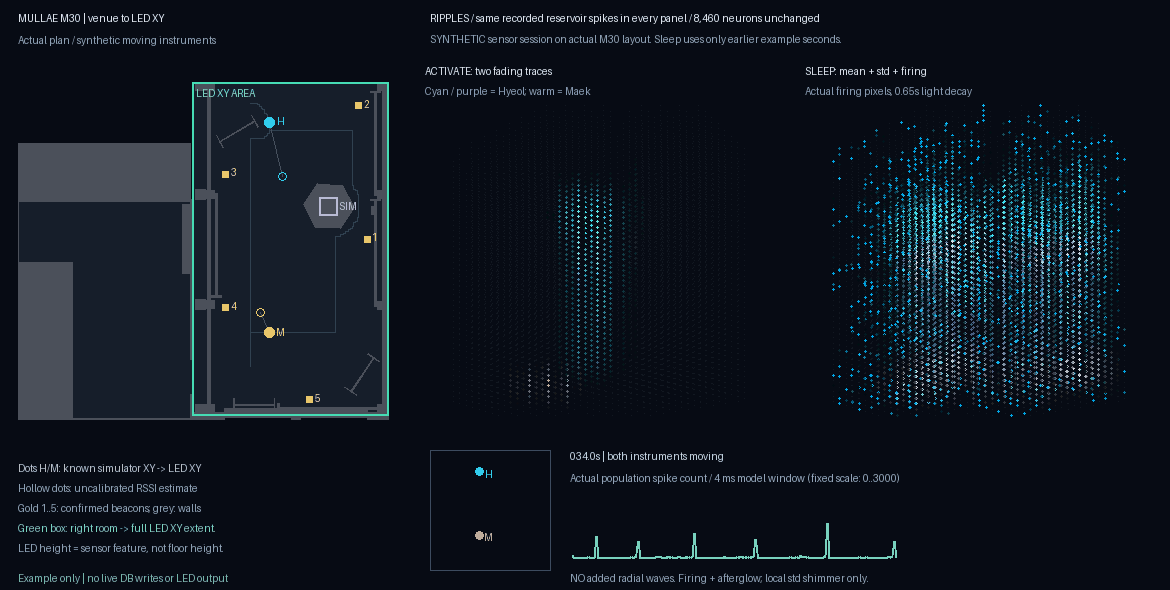 MULLAE M30 | venue to LED XY
Actual plan / synthetic moving instruments
RIPPLES / same recorded reservoir spikes in every panel / 8,460 neurons unchanged
SYNTHETIC sensor session on actual M30 layout. Sleep uses only earlier example seconds.
ACTIVATE: two fading traces
Cyan / purple = Hyeol; warm = Maek
SLEEP: mean + std + firing
Actual firing pixels, 0.65s light decay
LED XY AREA
2
H
3
SIM
1
4
M
5
Dots H/M: known simulator XY -> LED XY
Hollow dots: uncalibrated RSSI estimate
Gold 1..5: confirmed beacons; grey: walls
Green box: right room -> full LED XY extent.
LED height = sensor feature, not floor height.
Example only | no live DB writes or LED output
H
M
034.0s | both instruments moving
Actual population spike count / 4 ms model window (fixed scale: 0..3000)
NO added radial waves. Firing + afterglow; local std shimmer only.